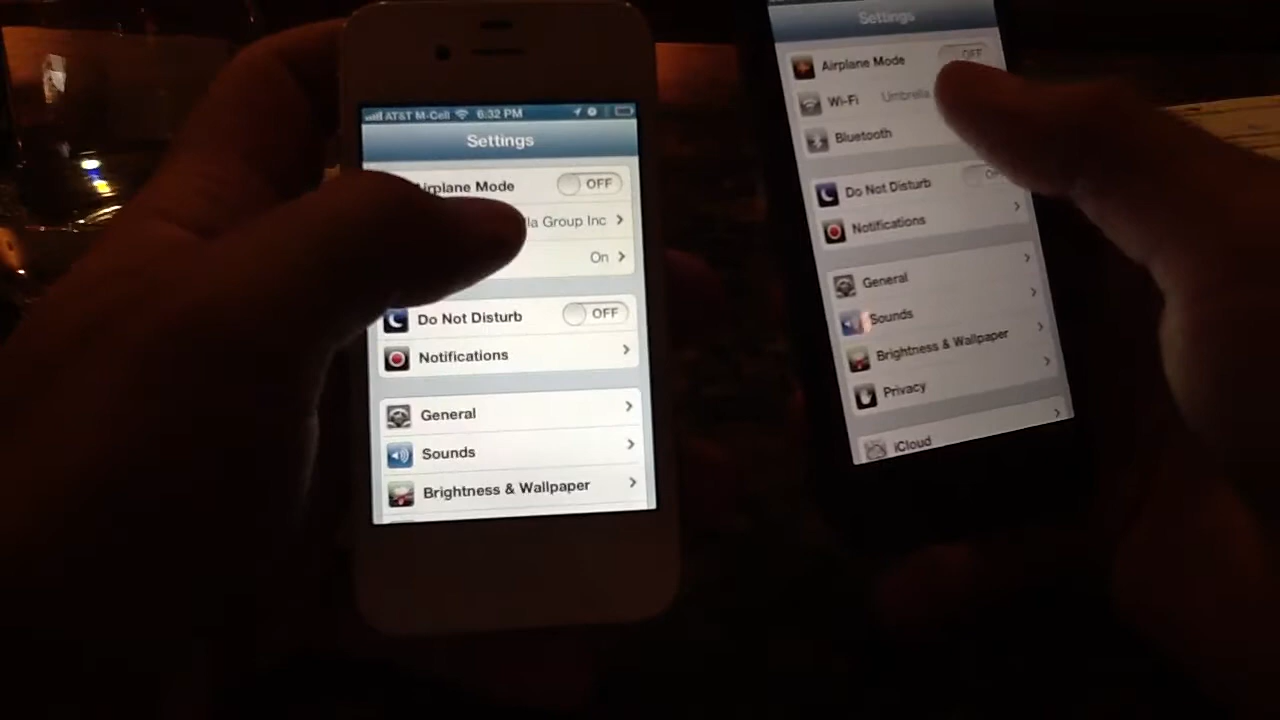 AT&T M-Cell 6:32 PM
Settings
irplane Mode OFF
la Group Inc
On
Do Not Disturb OFF
Notifications
General
Sounds
Brightness & Wallpaper
Settings
Airplane Mode OFF
Wi-Fi Umbrella
Bluetooth
Do Not Disturb
Notifications
General
Sounds
Brightness & Wallpaper
Privacy
iCloud